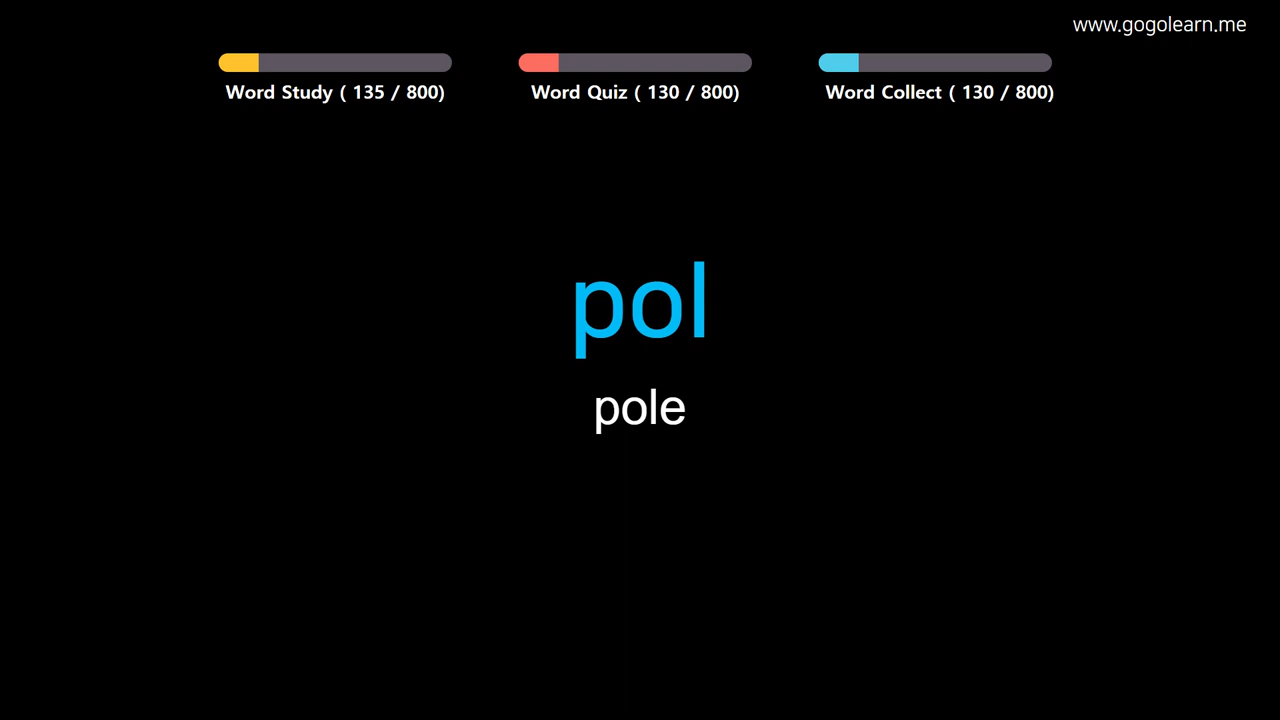 www.gogolearn.me
Word Study ( 135 / 800)
Word Quiz ( 130 / 800)
Word Collect ( 130 / 800)
pol
pole